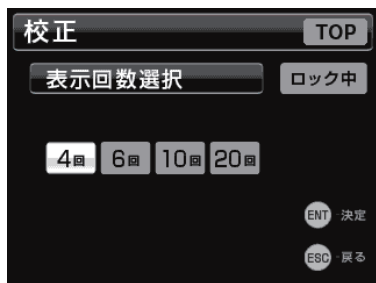 校正 TOP
表示回数選択 ロック中
4回 6回 10回 20回
ENT 決定
ESC 戻る